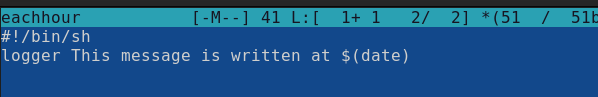 eachhour           [-M--] 41 L:[  1+ 1   2/  2] *(51  /  51b
#!/bin/sh
logger This message is written at $(date)